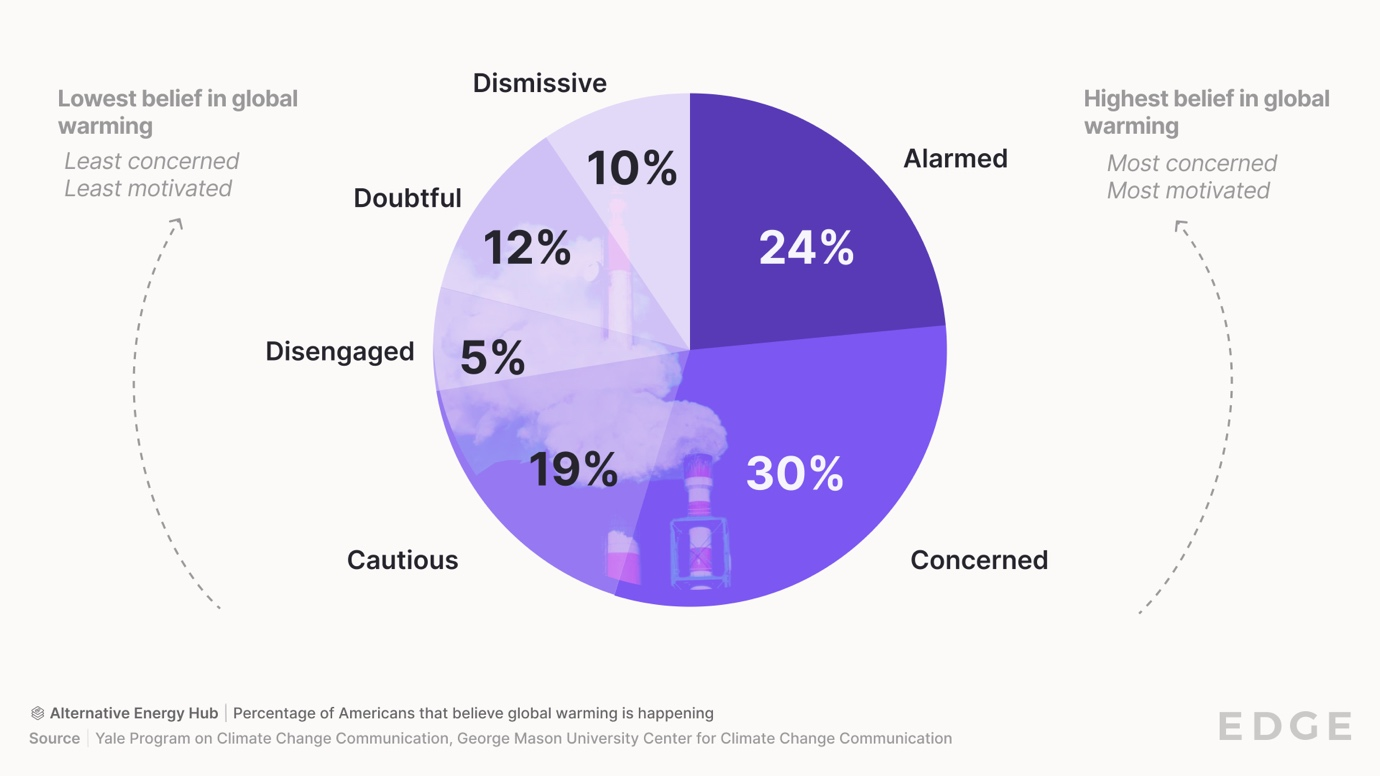 Dismissive
Lowest belief in global
warming
Least concerned
Least motivated
Highest belief in global
warming
Most concerned
Most motivated
Alarmed
10%
Doubtful
12%
24%
Disengaged
5%
19%
30%
Cautious
Concerned
Alternative Energy Hub | Percentage of Americans that believe global warming is happening
Source | Yale Program on Climate Change Communication, George Mason University Center for Climate Change Communication
EDGE